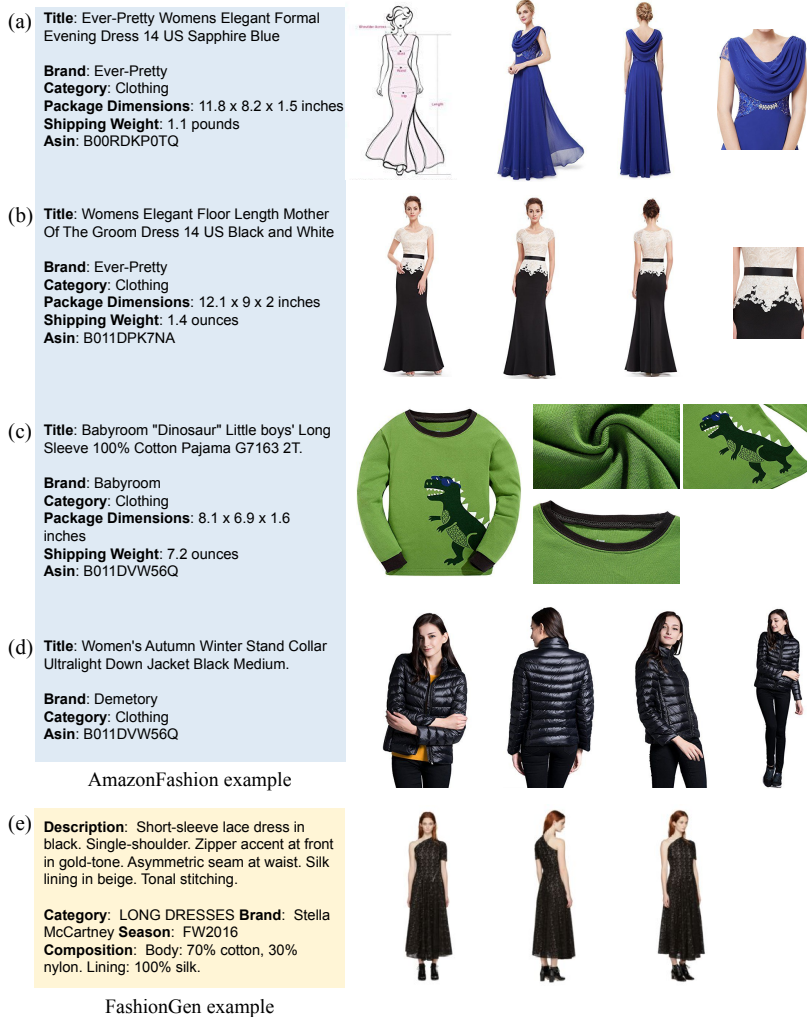 (a)
Title: Ever-Pretty Womens Elegant Formal
Evening Dress 14 US Sapphire Blue
Brand: Ever-Pretty
Category: Clothing
Package Dimensions: 11.8 x 8.2 x 1.5 inches
Shipping Weight: 1.1 pounds
Asin: B00RDKP0TQ
Length
(b)
Title: Womens Elegant Floor Length Mother
Of The Groom Dress 14 US Black and White
Brand: Ever-Pretty
Category: Clothing
Package Dimensions: 12.1 x 9 x 2 inches
Shipping Weight: 1.4 ounces
Asin: B011DPK7NA
(c)
Title: Babyroom "Dinosaur" Little boys' Long
Sleeve 100% Cotton Pajama G7163 2T.
Brand: Babyroom
Category: Clothing
Package Dimensions: 8.1 x 6.9 x 1.6
inches
Shipping Weight: 7.2 ounces
Asin: B011DVW56Q
(d)
Title: Women's Autumn Winter Stand Collar
Ultralight Down Jacket Black Medium.
Brand: Demetory
Category: Clothing
Asin: B011DVW56Q
AmazonFashion example
(e)
Description: Short-sleeve lace dress in
black. Single-shoulder. Zipper accent at front
in gold-tone. Asymmetric seam at waist. Silk
lining in beige. Tonal stitching.
Category: LONG DRESSES Brand: Stella
McCartney Season: FW2016
Composition: Body: 70% cotton, 30%
nylon. Lining: 100% silk.
FashionGen example